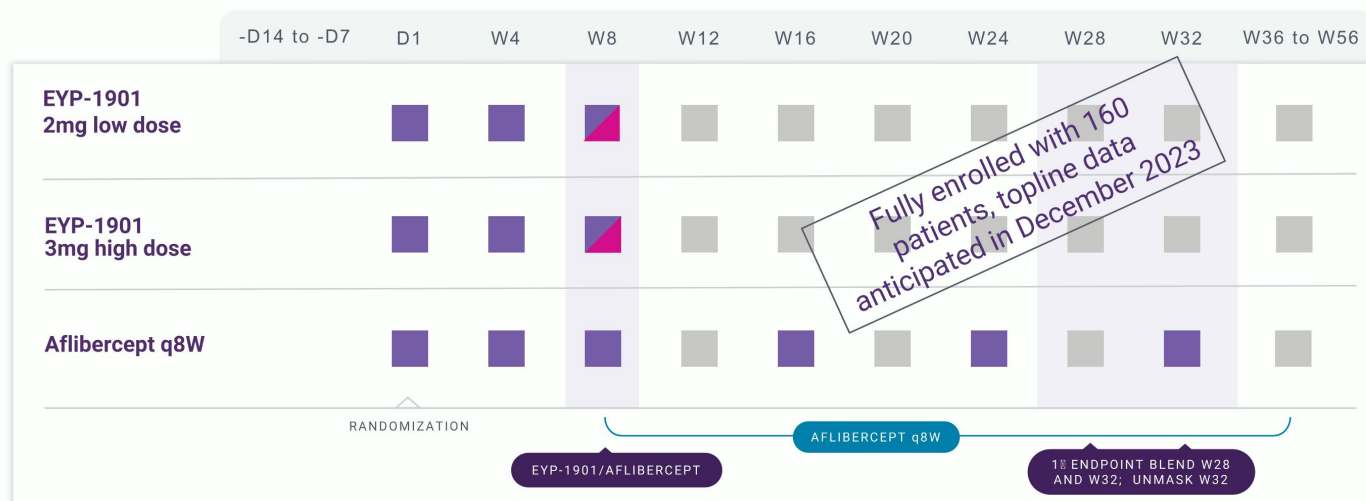 -D14 to -D7 D1 W4 W8 W12 W16 W20 W24 W28 W32 W36 to W56
EYP-1901
2mg low dose
EYP-1901
3mg high dose
Aflibercept q8W
Fully enrolled with 160
patients, topline data
anticipated in December 2023
RANDOMIZATION
AFLIBERCEPT q8W
EYP-1901/AFLIBERCEPT
1▯ ENDPOINT BLEND W28
AND W32; UNMASK W32